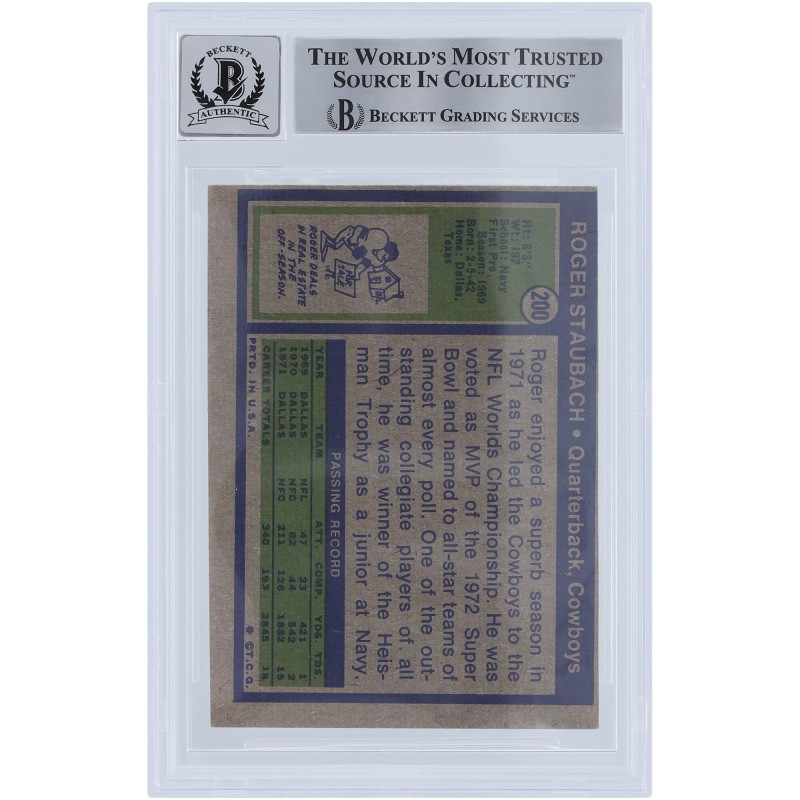 BECKETT
B
AUTHENTIC
THE WORLD'S MOST TRUSTED
SOURCE IN COLLECTING™
B BECKETT GRADING SERVICES
ROGER STAUBACH • Quarterback, Cowboys
200
Ht: 6'3"
Wt: 197
School: Navy
First Pro.
Season: 1969
Born: 2-5-42
Home: Dallas,
Texas
FOR
SALE
ROGER DEALS
IN REAL ESTATE
IN THE
OFF-SEASON.
Roger enjoyed a superb season in
1971 as he led the Cowboys to the
NFL Worlds Championship. He was
voted as MVP of the 1972 Super
Bowl and named to all-star teams of
almost every poll. One of the out-
standing collegiate players of all
time, he was winner of the Heis-
man Trophy as a junior at Navy.
PASSING RECORD
YEAR TEAM ATT. COMP. YDG. TDS.
1969 DALLAS NFL 47 23 421 1
1970 DALLAS NFC 82 44 542 2
1971 DALLAS NFC 211 126 1882 15
CAREER TOTALS 340 193 2845 18
PRTD. IN U.S.A. * ©T.C.G.